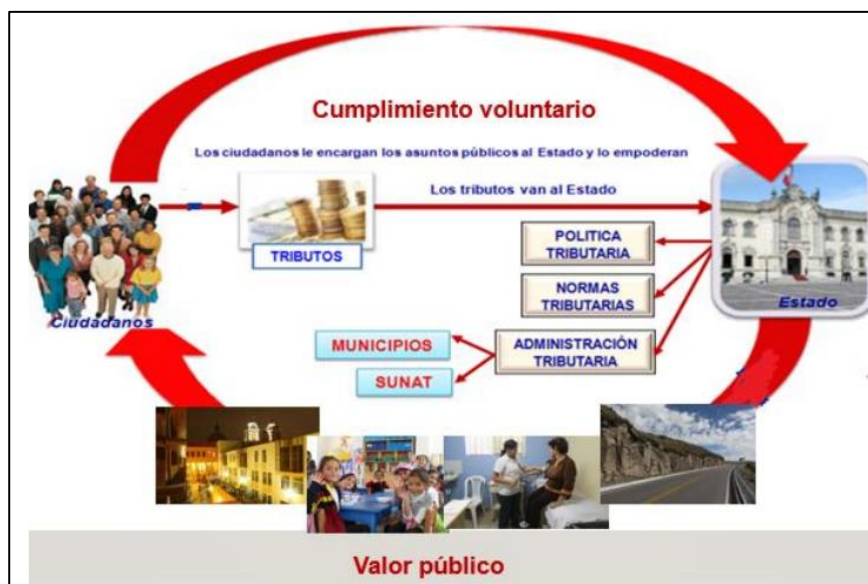 Cumplimiento voluntario
Los ciudadanos le encargan los asuntos públicos al Estado y lo empoderan
Los tributos van al Estado
TRIBUTOS
POLITICA
TRIBUTARIA
NORMAS
TRIBUTARIAS
ADMINISTRACIÓN
TRIBUTARIA
MUNICIPIOS
SUNAT
Ciudadanos
Estado
Valor público